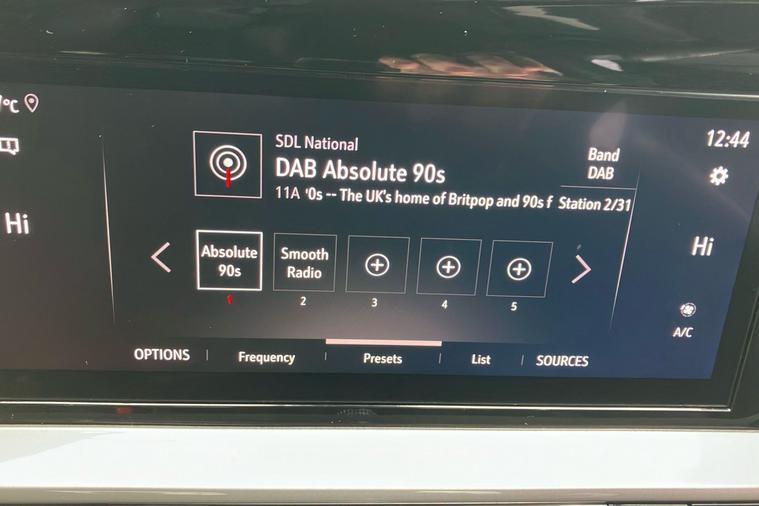 °C
12:44
SDL National
DAB Absolute 90s
11A '0s -- The UK's home of Britpop and 90s f
Station 2/31
Band
DAB
Hi
Hi
Absolute
90s
Smooth
Radio
1
2
3
4
5
A/C
OPTIONS
Frequency
Presets
List
SOURCES